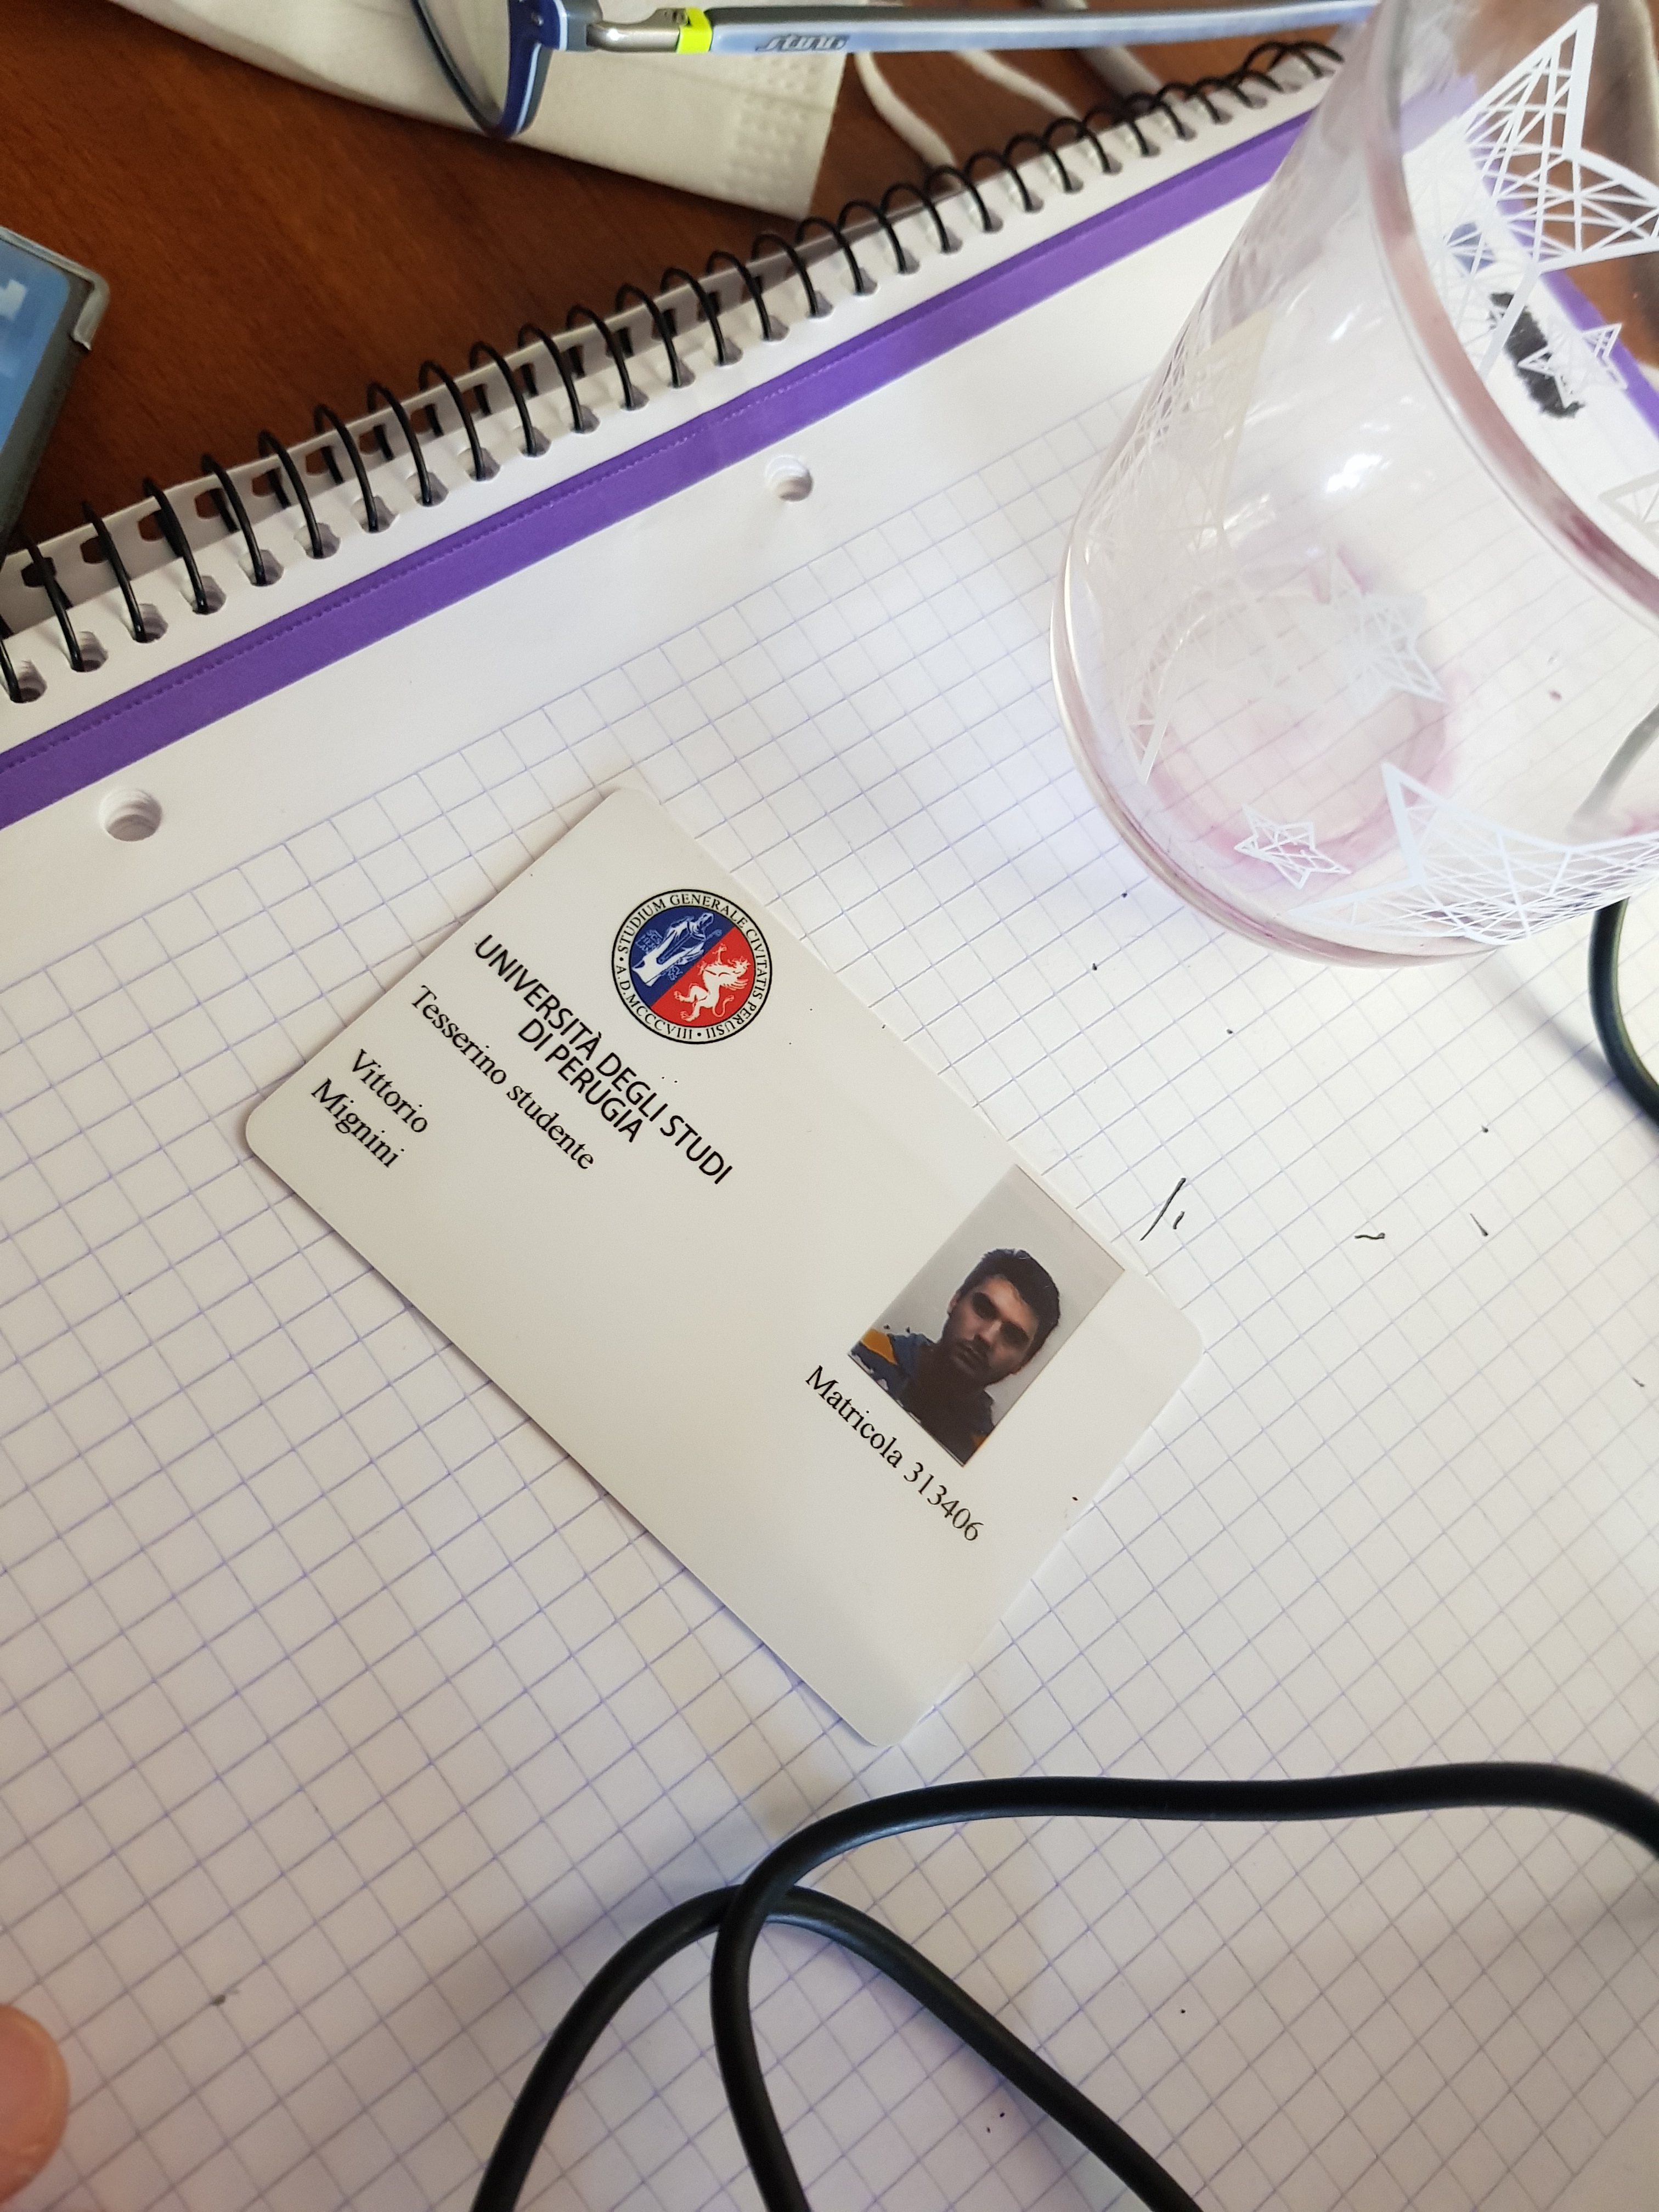 STUDIUM GENERALE CIVITATIS PERUSII
A.D. MCCCVIII
UNIVERSITÀ DEGLI STUDI
DI PERUGIA
Tesserino studente
Vittorio
Mignini
Matricola 313406